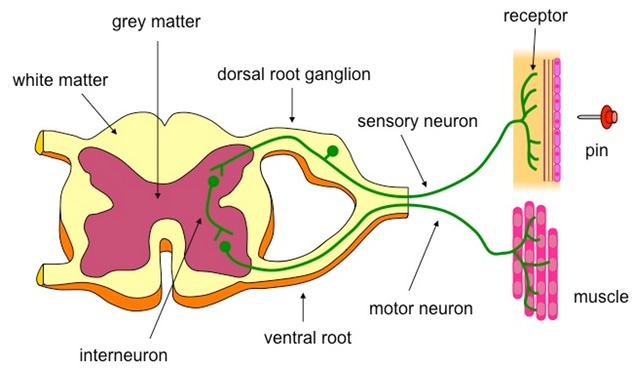 receptor
grey matter
white matter
dorsal root ganglion
sensory neuron
pin
muscle
motor neuron
ventral root
interneuron